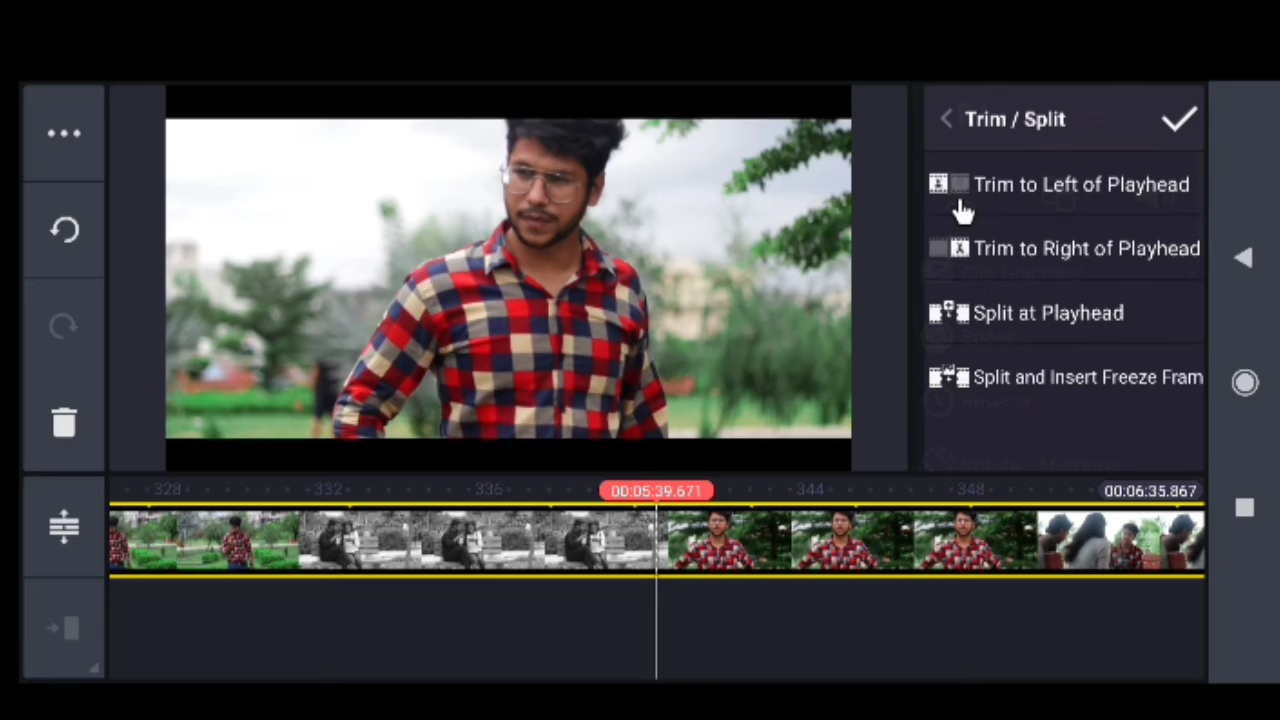 Trim / Split
Trim to Left of Playhead
Trim to Right of Playhead
Split at Playhead
Split and Insert Freeze Fram
328
332
336
00:05:39.671
344
348
00:06:35.867